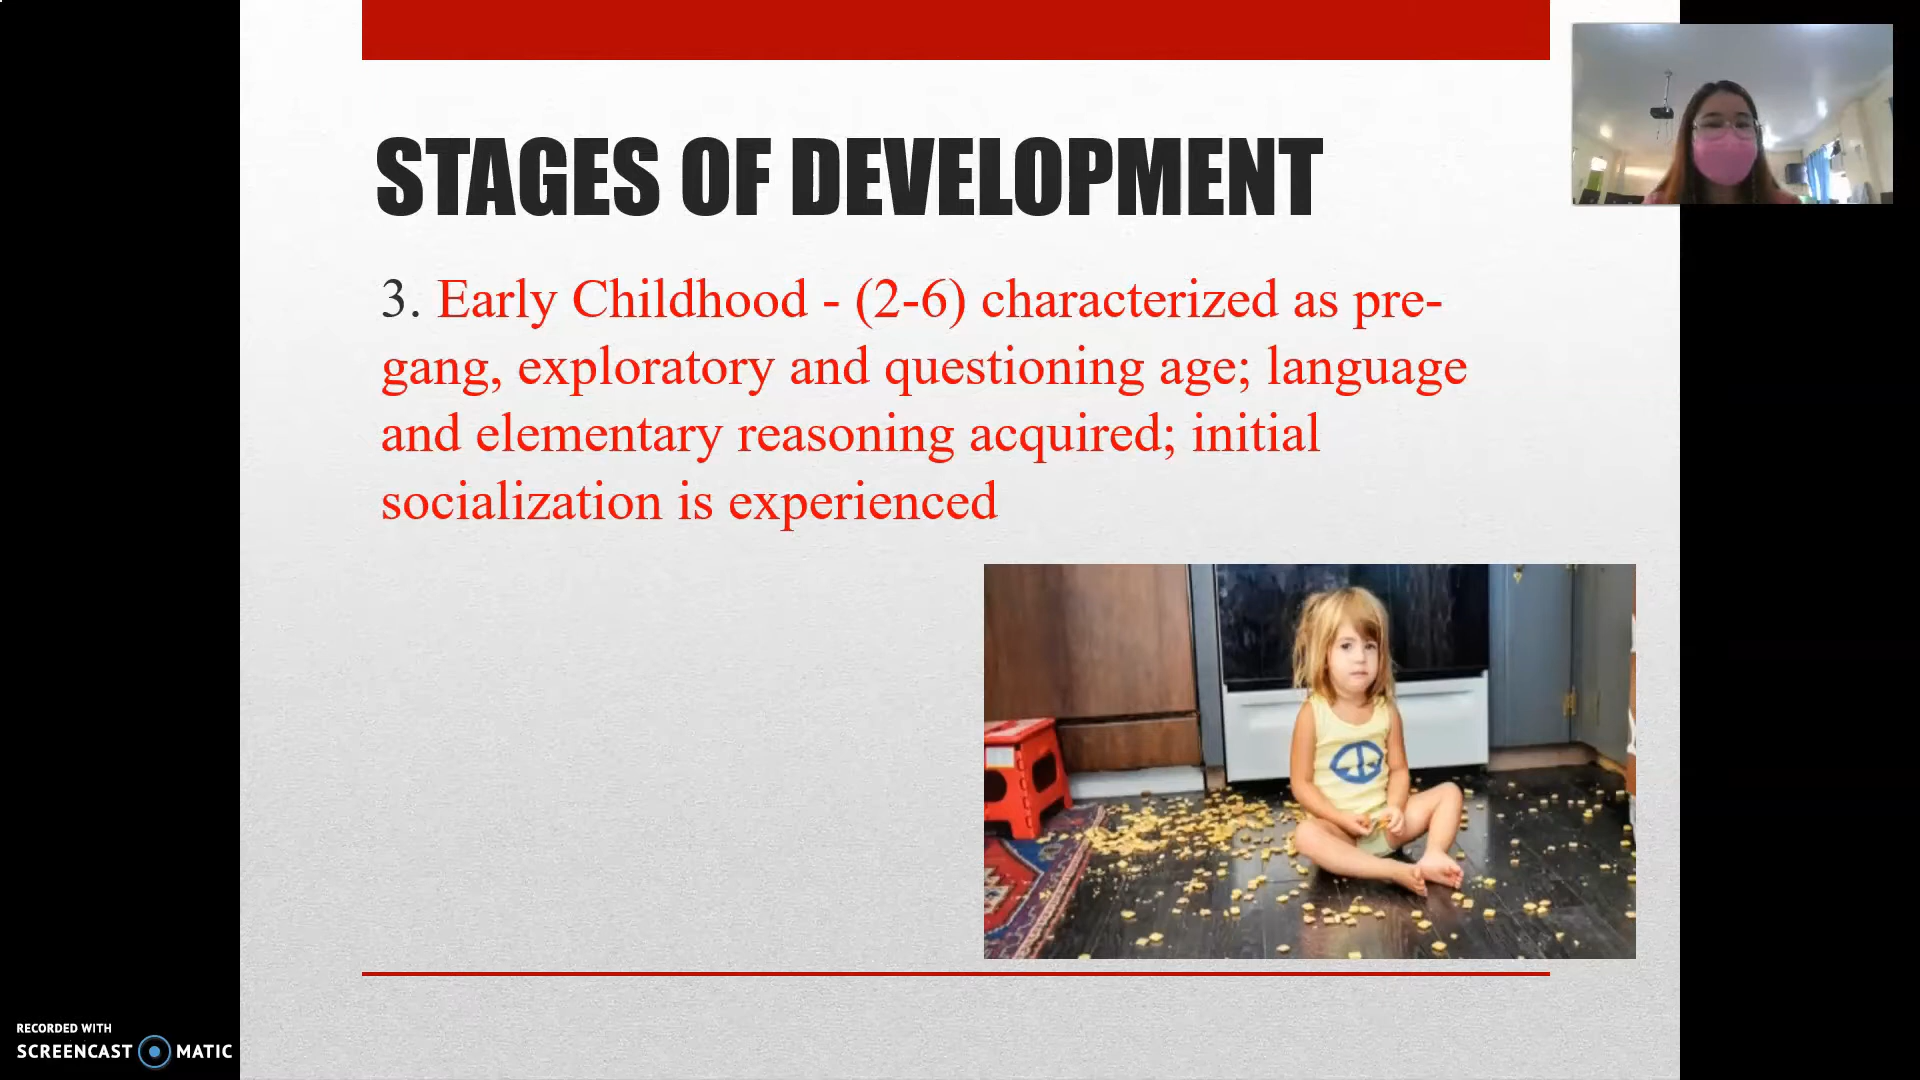 STAGES OF DEVELOPMENT
3. Early Childhood - (2-6) characterized as pre-
gang, exploratory and questioning age; language
and elementary reasoning acquired; initial
socialization is experienced
RECORDED WITH
SCREENCAST MATIC